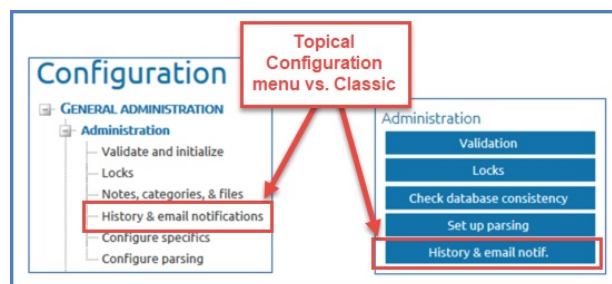 Topical
Configuration
menu vs. Classic
Configuration
GENERAL ADMINISTRATION
Administration
Validate and initialize
Locks
Notes, categories, & files
History & email notifications
Configure specifics
Configure parsing
Administration
Validation
Locks
Check database consistency
Set up parsing
History & email notif.